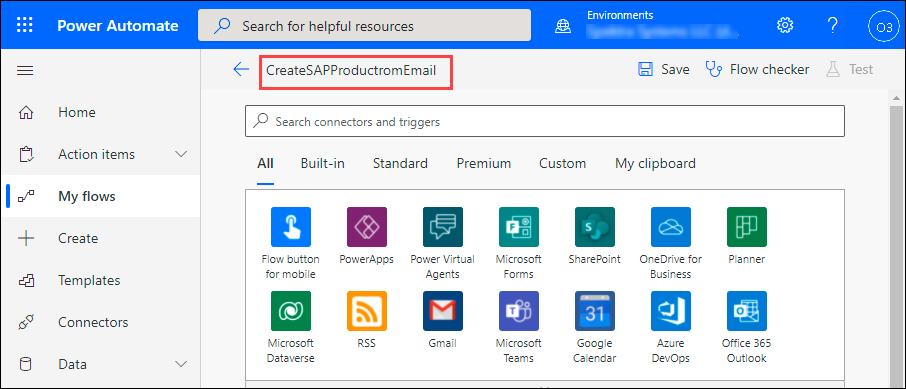 Power Automate
Search for helpful resources
Environments
?
O3
CreateSAPProductromEmail
Save
Flow checker
Test
Home
Action items
My flows
Create
Templates
Connectors
Data
Search connectors and triggers
All
Built-in
Standard
Premium
Custom
My clipboard
Flow button
for mobile
PowerApps
Power Virtual
Agents
Microsoft
Forms
SharePoint
OneDrive for
Business
Planner
Microsoft
Dataverse
RSS
Gmail
Microsoft
Teams
31
Google
Calendar
Azure
DevOps
Office 365
Outlook